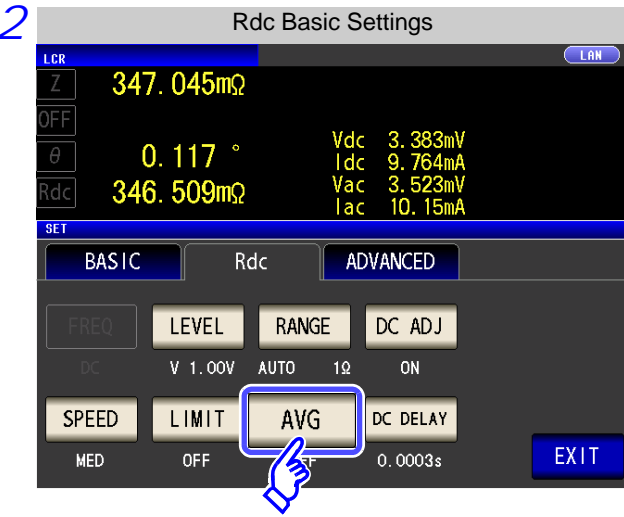 2
Rdc Basic Settings
LCR LAN
Z 347.045mΩ
OFF
θ 0.117 °
Rdc 346.509mΩ
Vdc 3.383mV
Idc 9.764mA
Vac 3.523mV
Iac 10.15mA
SET
BASIC Rdc ADVANCED
FREQ LEVEL RANGE DC ADJ
DC V 1.00V AUTO 1Ω ON
SPEED LIMIT AVG DC DELAY
MED OFF 0.0003s
EXIT